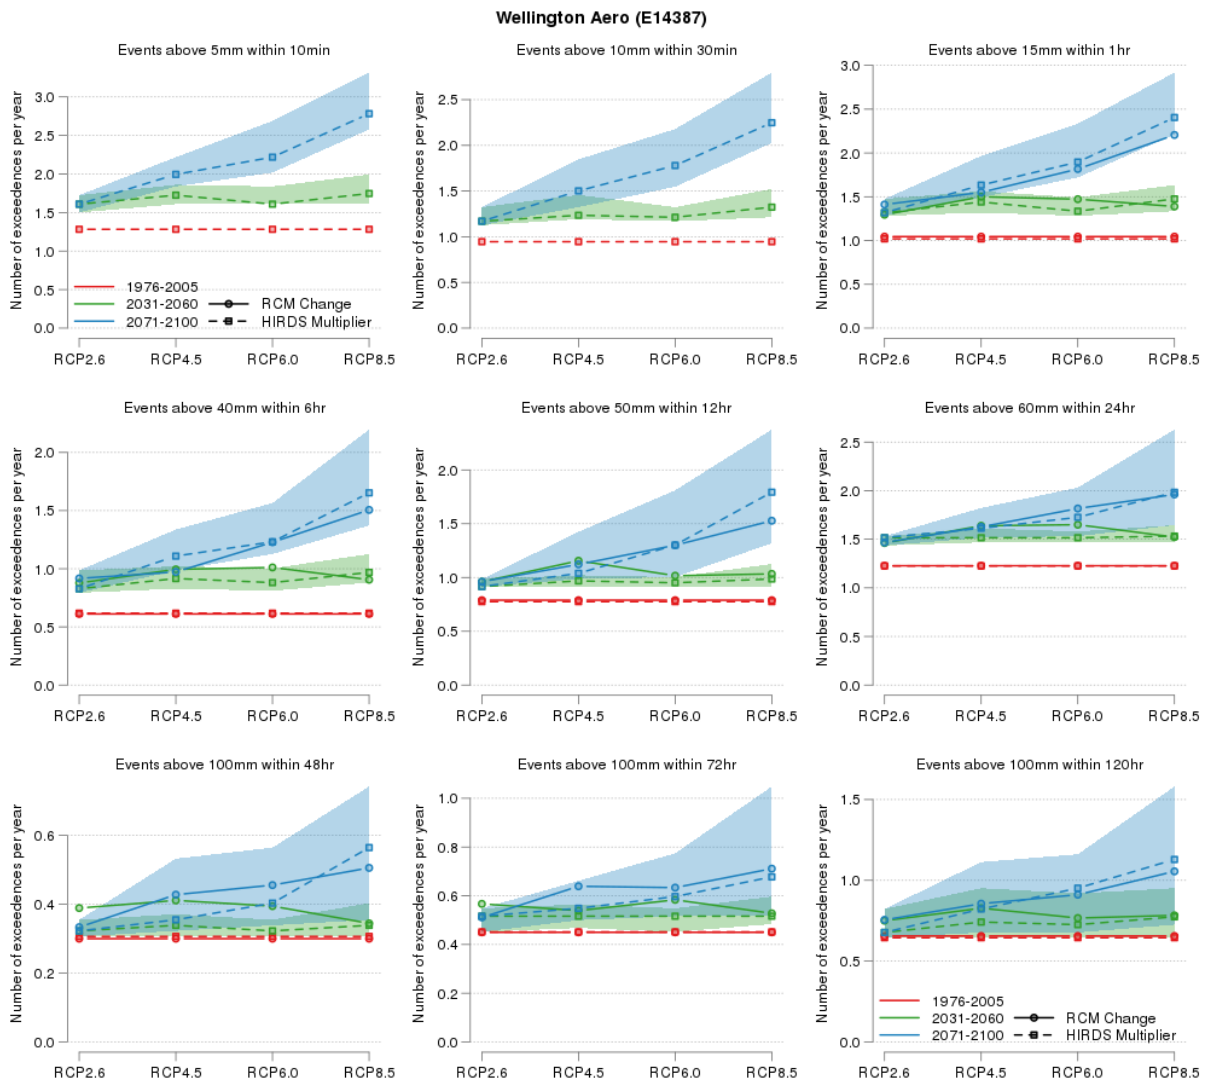 Wellington Aero (E14387)
Events above 5mm within 10min
Number of exceedences per year
3.0
2.5
2.0
1.5
1.0
0.5
0.0
1976-2005
2031-2060 RCM Change
2071-2100 HIRDS Multiplier
RCP2.6 RCP4.5 RCP6.0 RCP8.5
Events above 10mm within 30min
Number of exceedences per year
2.5
2.0
1.5
1.0
0.5
0.0
RCP2.6 RCP4.5 RCP6.0 RCP8.5
Events above 15mm within 1hr
Number of exceedences per year
3.0
2.5
2.0
1.5
1.0
0.5
0.0
RCP2.6 RCP4.5 RCP6.0 RCP8.5
Events above 40mm within 6hr
Number of exceedences per year
2.0
1.5
1.0
0.5
0.0
RCP2.6 RCP4.5 RCP6.0 RCP8.5
Events above 50mm within 12hr
Number of exceedences per year
2.0
1.5
1.0
0.5
0.0
RCP2.6 RCP4.5 RCP6.0 RCP8.5
Events above 60mm within 24hr
Number of exceedences per year
2.5
2.0
1.5
1.0
0.5
0.0
RCP2.6 RCP4.5 RCP6.0 RCP8.5
Events above 100mm within 48hr
Number of exceedences per year
0.6
0.4
0.2
0.0
RCP2.6 RCP4.5 RCP6.0 RCP8.5
Events above 100mm within 72hr
Number of exceedences per year
1.0
0.8
0.6
0.4
0.2
0.0
RCP2.6 RCP4.5 RCP6.0 RCP8.5
Events above 100mm within 120hr
Number of exceedences per year
1.5
1.0
0.5
0.0
1976-2005
2031-2060 RCM Change
2071-2100 HIRDS Multiplier
RCP2.6 RCP4.5 RCP6.0 RCP8.5